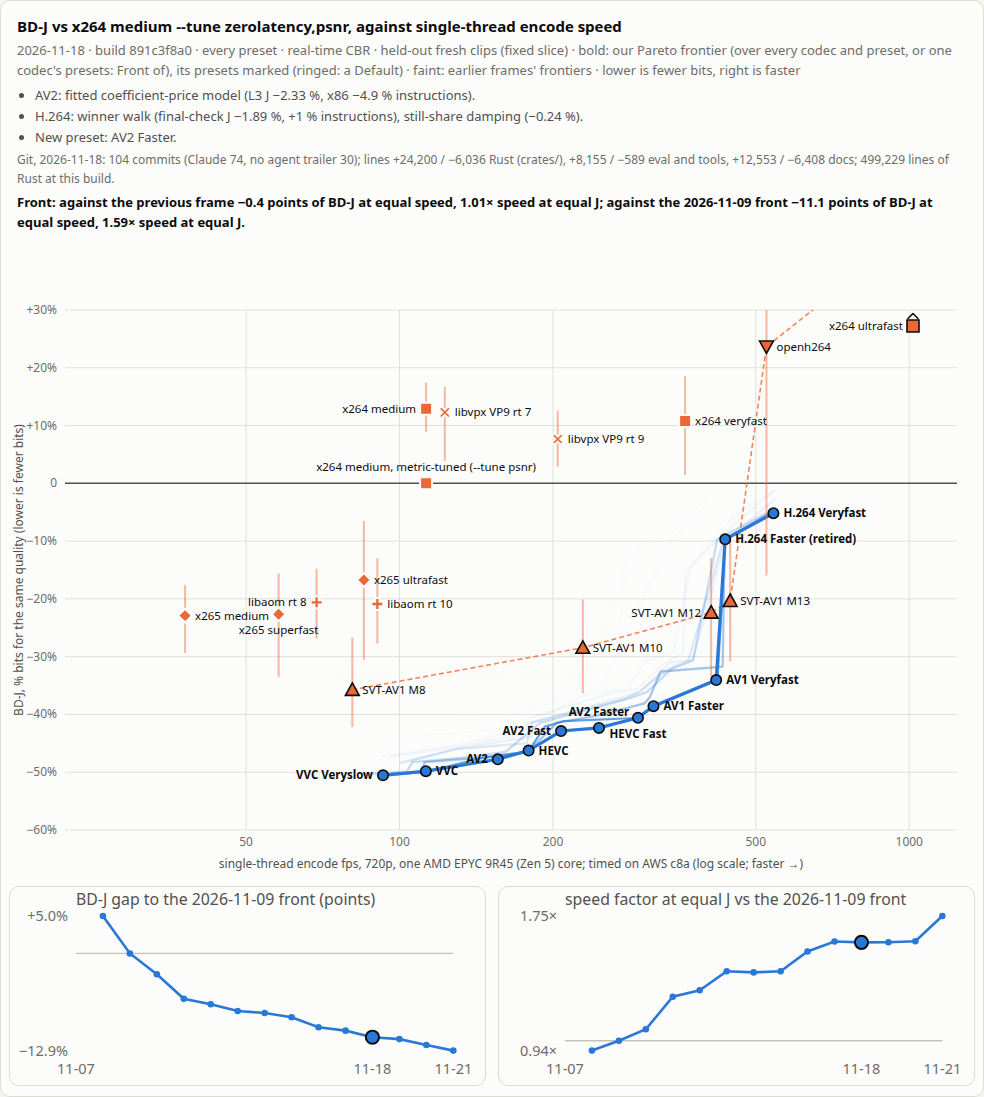 BD-J vs x264 medium --tune zerolatency,psnr, against single-thread encode speed
2026-11-18 · build 891c3f8a0 · every preset · real-time CBR · held-out fresh clips (fixed slice) · bold: our Pareto frontier (over every codec and preset, or one
codec's presets: Front of), its presets marked (ringed: a Default) · faint: earlier frames' frontiers · lower is fewer bits, right is faster
• AV2: fitted coefficient-price model (L3 J −2.33 %, x86 −4.9 % instructions).
• H.264: winner walk (final-check J −1.89 %, +1 % instructions), still-share damping (−0.24 %).
• New preset: AV2 Faster.
Git, 2026-11-18: 104 commits (Claude 74, no agent trailer 30); lines +24,200 / −6,036 Rust (crates/), +8,155 / −589 eval and tools, +12,553 / −6,408 docs; 499,229 lines of
Rust at this build.
Front: against the previous frame −0.4 points of BD-J at equal speed, 1.01× speed at equal J; against the 2026-11-09 front −11.1 points of BD-J at
equal speed, 1.59× speed at equal J.
BD-J, % bits for the same quality (lower is fewer bits)
+30%
+20%
+10%
0
−10%
−20%
−30%
−40%
−50%
−60%
x264 ultrafast
openh264
x264 medium
libvpx VP9 rt 7
x264 veryfast
libvpx VP9 rt 9
x264 medium, metric-tuned (--tune psnr)
H.264 Veryfast
H.264 Faster (retired)
x265 ultrafast
libaom rt 8
libaom rt 10
SVT-AV1 M13
x265 medium
SVT-AV1 M12
x265 superfast
SVT-AV1 M10
AV1 Veryfast
SVT-AV1 M8
AV1 Faster
AV2 Faster
AV2 Fast
HEVC Fast
HEVC
AV2
VVC
VVC Veryslow
50
100
200
500
1000
single-thread encode fps, 720p, one AMD EPYC 9R45 (Zen 5) core; timed on AWS c8a (log scale; faster →)
BD-J gap to the 2026-11-09 front (points)
+5.0%
−12.9%
11-07
11-18
11-21
speed factor at equal J vs the 2026-11-09 front
1.75×
0.94×
11-07
11-18
11-21